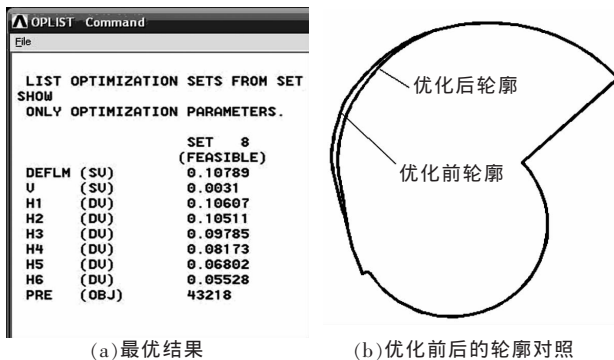 OPLIST Command
File
LIST OPTIMIZATION SETS FROM SET
SHOW
ONLY OPTIMIZATION PARAMETERS.
SET 8
(FEASIBLE)
DEFLM (SV) 0.10789
V (SV) 0.0031
H1 (DV) 0.10607
H2 (DV) 0.10511
H3 (DV) 0.09785
H4 (DV) 0.08173
H5 (DV) 0.06802
H6 (DV) 0.05528
PRE (OBJ) 43218
(a)最优结果
优化后轮廓
优化前轮廓
(b)优化前后的轮廓对照